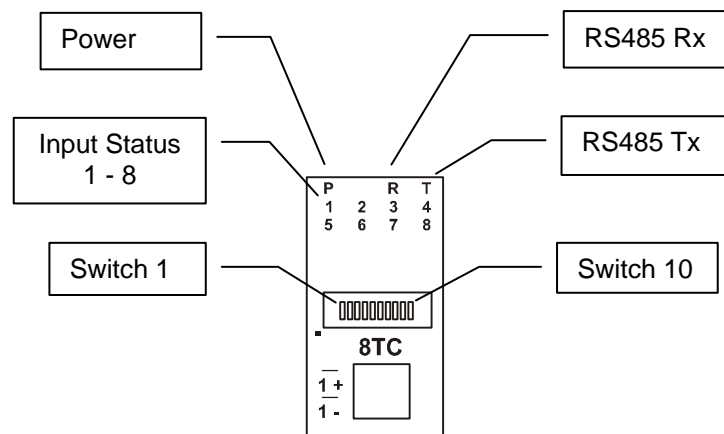 Power
RS485 Rx
Input Status
1 - 8
RS485 Tx
P R T
1 2 3 4
5 6 7 8
Switch 1
Switch 10
8TC
1 +
1 -